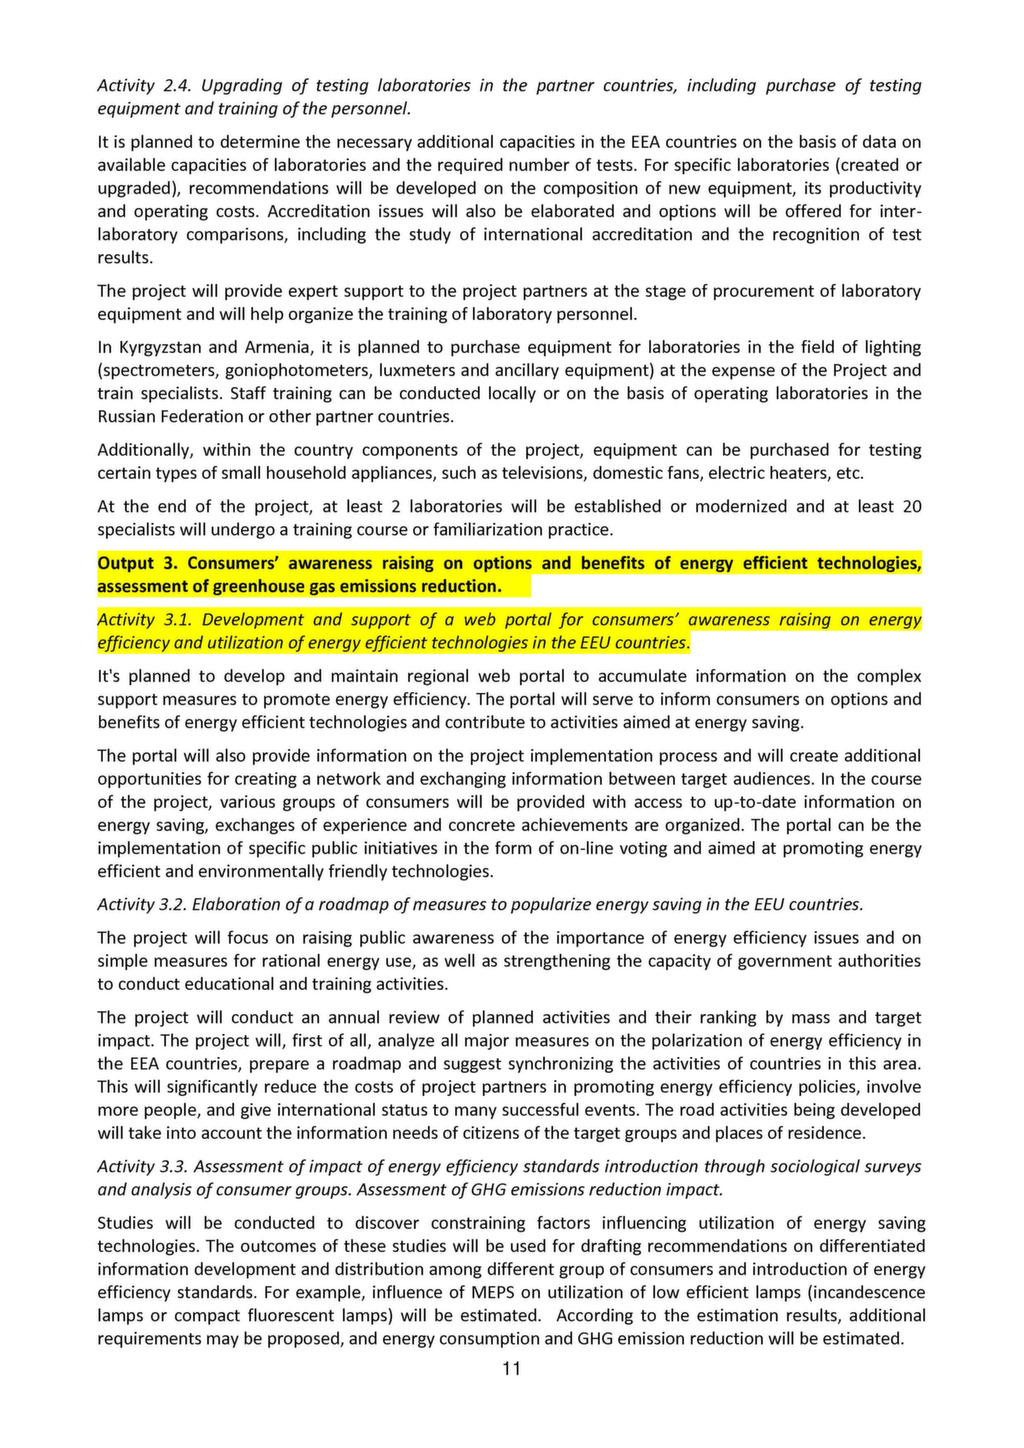 Activity 2.4. Upgrading of testing laboratories in the partner countries, including purchase of testing
equipment and training of the personnel.
It is planned to determine the necessary additional capacities in the EEA countries on the basis of data on
available capacities of laboratories and the required number of tests. For specific laboratories (created or
upgraded), recommendations will be developed on the composition of new equipment, its productivity
and operating costs. Accreditation issues will also be elaborated and options will be offered for inter-
laboratory comparisons, including the study of international accreditation and the recognition of test
results.
The project will provide expert support to the project partners at the stage of procurement of laboratory
equipment and will help organize the training of laboratory personnel.
In Kyrgyzstan and Armenia, it is planned to purchase equipment for laboratories in the field of lighting
(spectrometers, goniophotometers, luxmeters and ancillary equipment) at the expense of the Project and
train specialists. Staff training can be conducted locally or on the basis of operating laboratories in the
Russian Federation or other partner countries.
Additionally, within the country components of the project, equipment can be purchased for testing
certain types of small household appliances, such as televisions, domestic fans, electric heaters, etc.
At the end of the project, at least 2 laboratories will be established or modernized and at least 20
specialists will undergo a training course or familiarization practice.
Output 3. Consumers’ awareness raising on options and benefits of energy efficient technologies,
assessment of greenhouse gas emissions reduction.
Activity 3.1. Development and support of a web portal for consumers’ awareness raising on energy
efficiency and utilization of energy efficient technologies in the EEU countries.
It's planned to develop and maintain regional web portal to accumulate information on the complex
support measures to promote energy efficiency. The portal will serve to inform consumers on options and
benefits of energy efficient technologies and contribute to activities aimed at energy saving.
The portal will also provide information on the project implementation process and will create additional
opportunities for creating a network and exchanging information between target audiences. In the course
of the project, various groups of consumers will be provided with access to up-to-date information on
energy saving, exchanges of experience and concrete achievements are organized. The portal can be the
implementation of specific public initiatives in the form of on-line voting and aimed at promoting energy
efficient and environmentally friendly technologies.
Activity 3.2. Elaboration of a roadmap of measures to popularize energy saving in the EEU countries.
The project will focus on raising public awareness of the importance of energy efficiency issues and on
simple measures for rational energy use, as well as strengthening the capacity of government authorities
to conduct educational and training activities.
The project will conduct an annual review of planned activities and their ranking by mass and target
impact. The project will, first of all, analyze all major measures on the polarization of energy efficiency in
the EEA countries, prepare a roadmap and suggest synchronizing the activities of countries in this area.
This will significantly reduce the costs of project partners in promoting energy efficiency policies, involve
more people, and give international status to many successful events. The road activities being developed
will take into account the information needs of citizens of the target groups and places of residence.
Activity 3.3. Assessment of impact of energy efficiency standards introduction through sociological surveys
and analysis of consumer groups. Assessment of GHG emissions reduction impact.
Studies will be conducted to discover constraining factors influencing utilization of energy saving
technologies. The outcomes of these studies will be used for drafting recommendations on differentiated
information development and distribution among different group of consumers and introduction of energy
efficiency standards. For example, influence of MEPS on utilization of low efficient lamps (incandescence
lamps or compact fluorescent lamps) will be estimated.  According to the estimation results, additional
requirements may be proposed, and energy consumption and GHG emission reduction will be estimated.
11